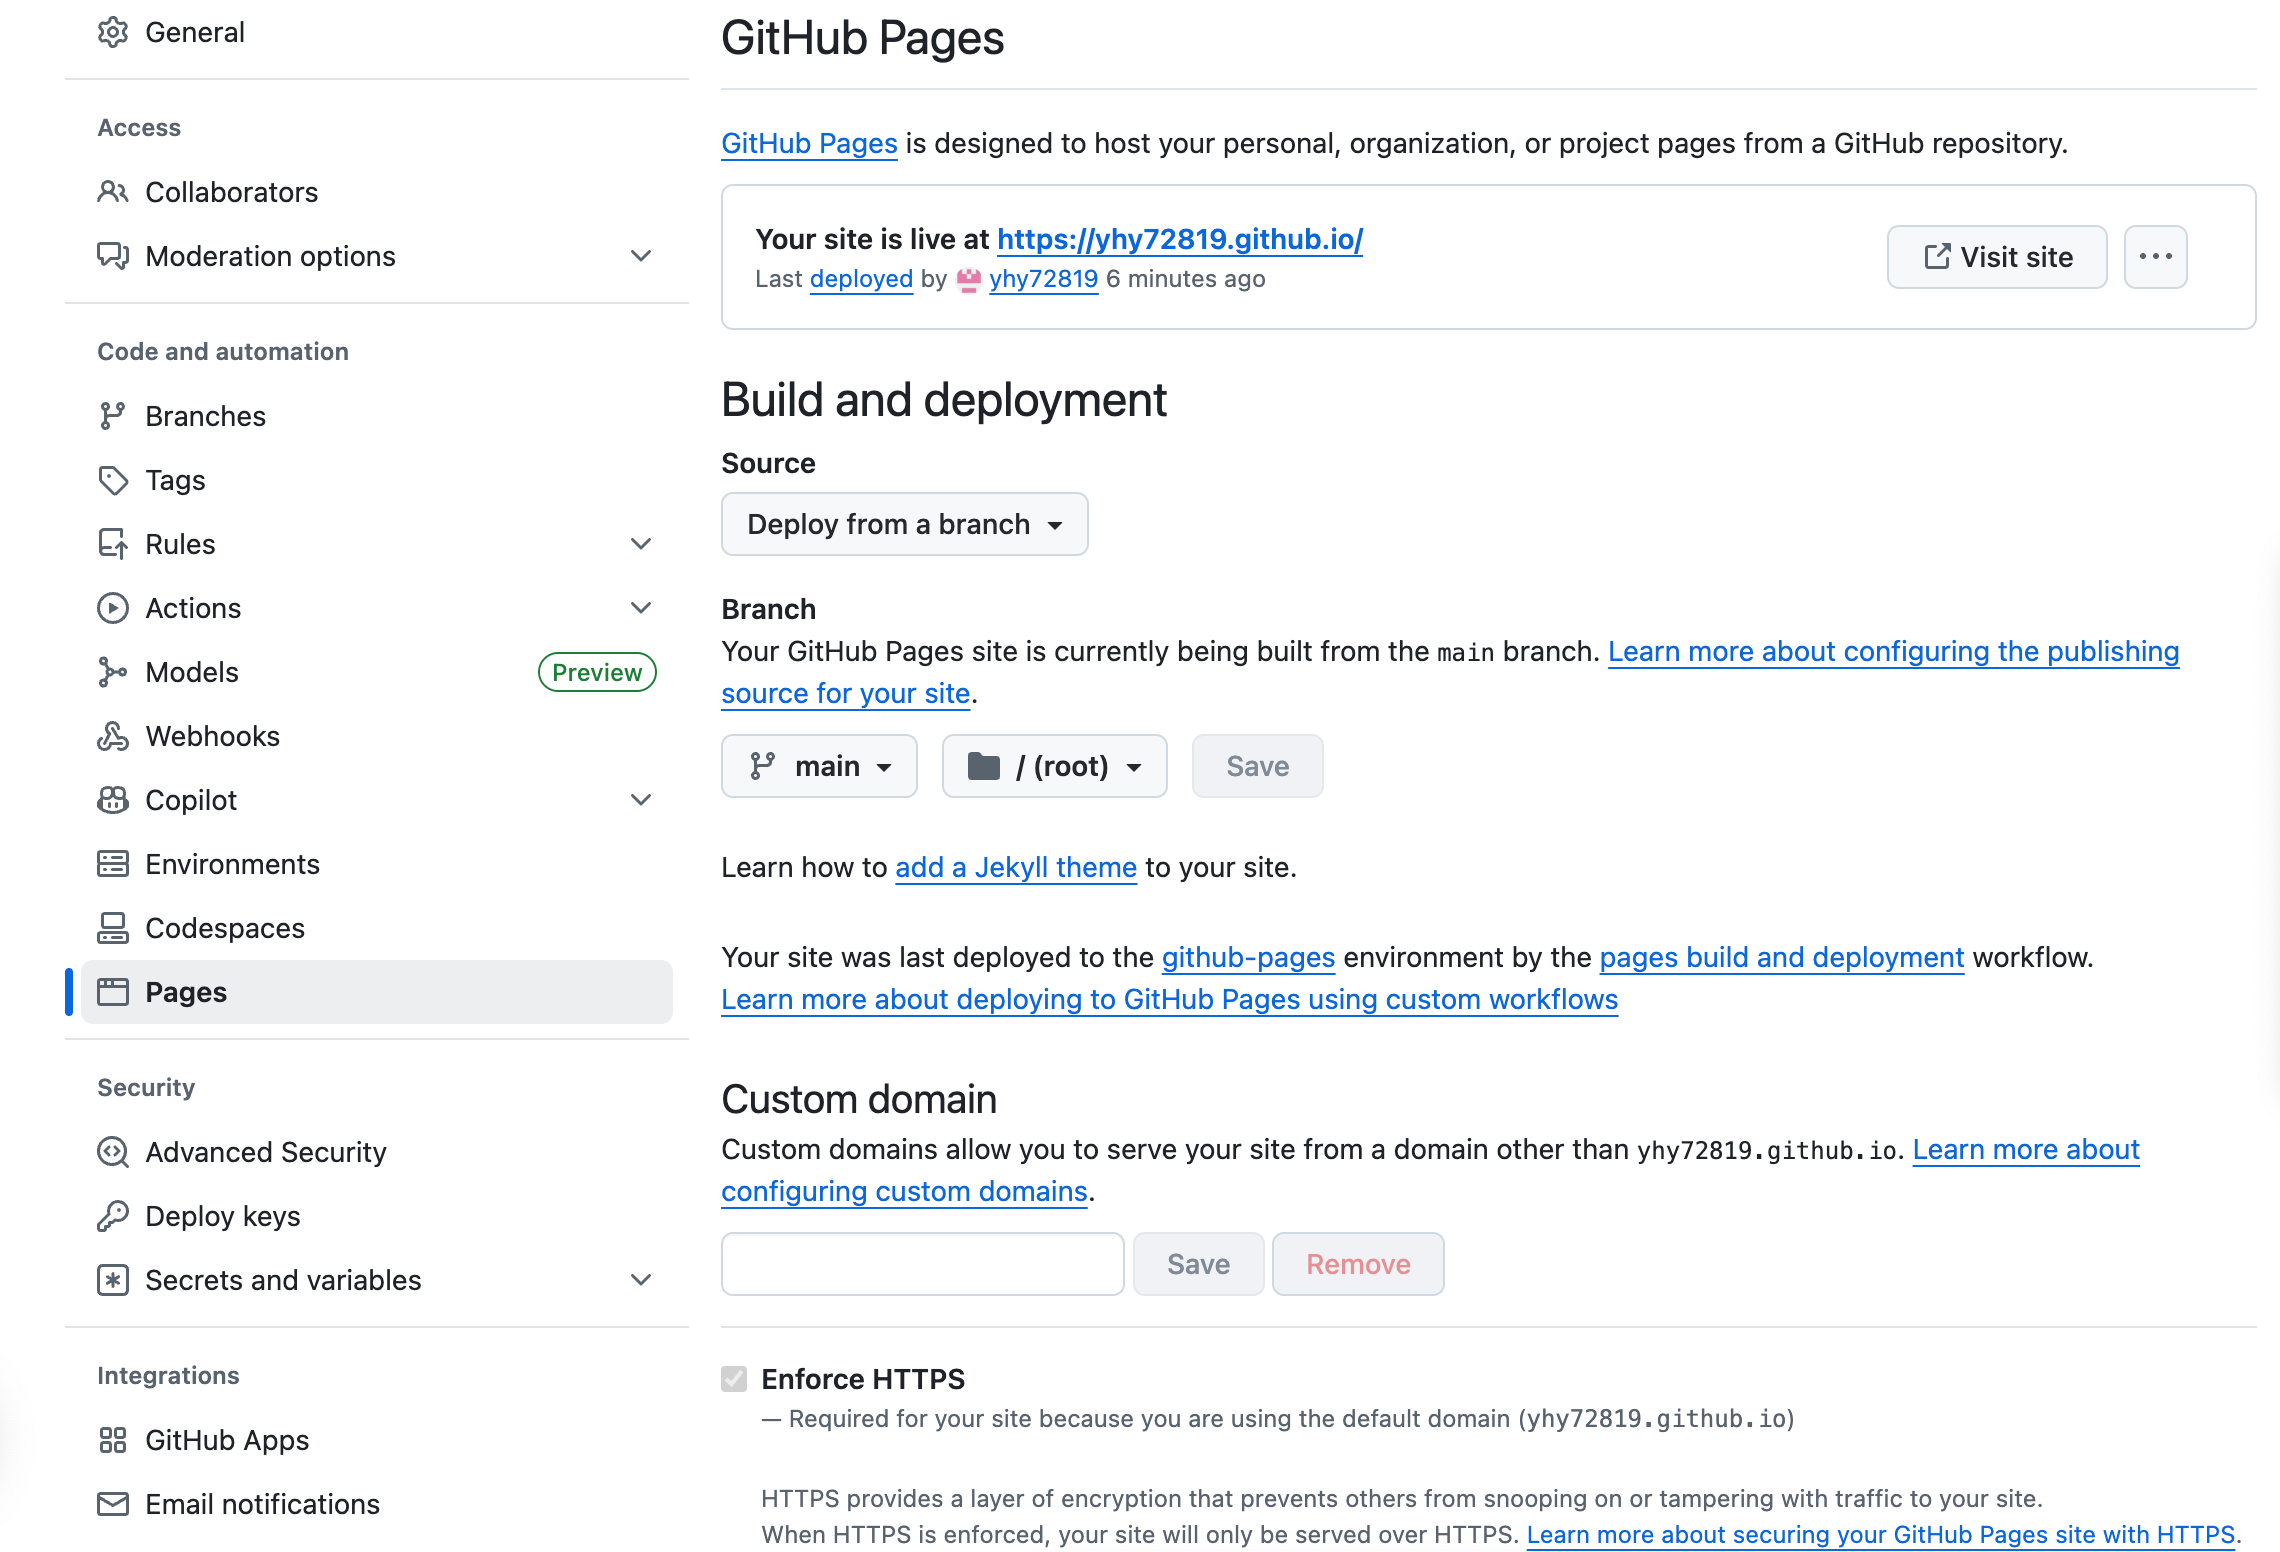 General
Access
Collaborators
Moderation options
Code and automation
Branches
Tags
Rules
Actions
Models Preview
Webhooks
Copilot
Environments
Codespaces
Pages
Security
Advanced Security
Deploy keys
Secrets and variables
Integrations
GitHub Apps
Email notifications
GitHub Pages
GitHub Pages is designed to host your personal, organization, or project pages from a GitHub repository.
Your site is live at https://yhy72819.github.io/
Last deployed by yhy72819 6 minutes ago
Visit site
Build and deployment
Source
Deploy from a branch
Branch
Your GitHub Pages site is currently being built from the main branch. Learn more about configuring the publishing
source for your site.
main / (root) Save
Learn how to add a Jekyll theme to your site.
Your site was last deployed to the github-pages environment by the pages build and deployment workflow.
Learn more about deploying to GitHub Pages using custom workflows
Custom domain
Custom domains allow you to serve your site from a domain other than yhy72819.github.io. Learn more about
configuring custom domains.
Save Remove
Enforce HTTPS
— Required for your site because you are using the default domain (yhy72819.github.io)
HTTPS provides a layer of encryption that prevents others from snooping on or tampering with traffic to your site.
When HTTPS is enforced, your site will only be served over HTTPS. Learn more about securing your GitHub Pages site with HTTPS.